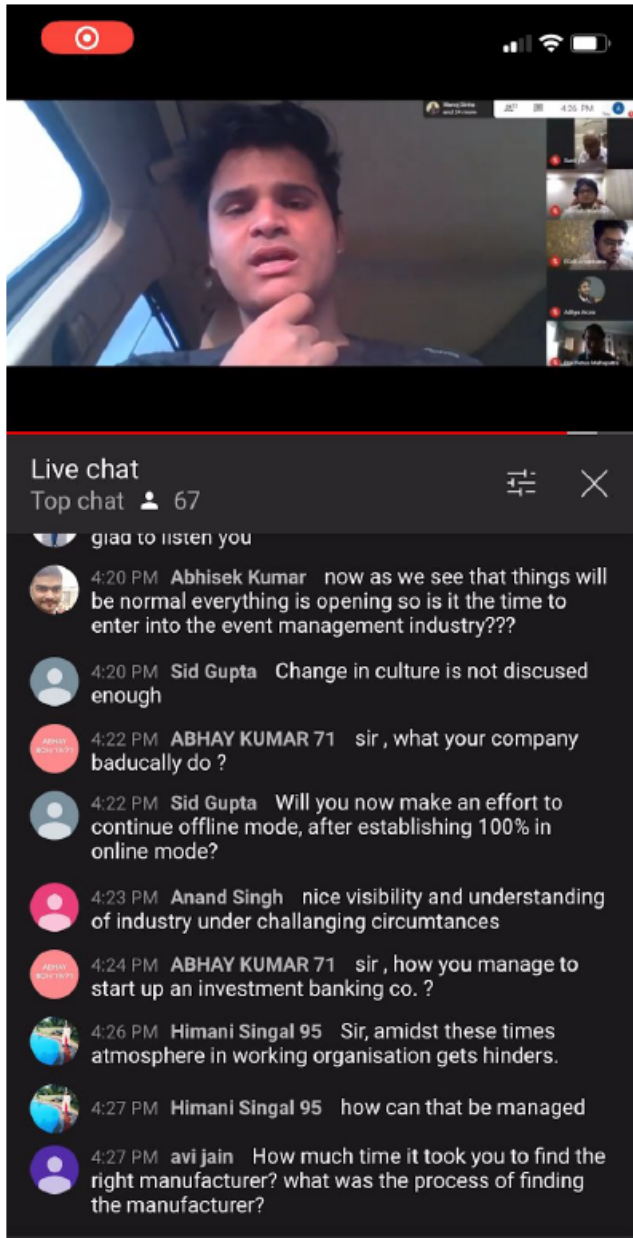 and 24 more
4:26 PM
A
Live chat
Top chat 67
glad to listen you
4:20 PM Abhisek Kumar now as we see that things will
be normal everything is opening so is it the time to
enter into the event management industry???
4:20 PM Sid Gupta Change in culture is not discused
enough
ABHAY
4:22 PM ABHAY KUMAR 71 sir , what your company
baducally do ?
4:22 PM Sid Gupta Will you now make an effort to
continue offline mode, after establishing 100% in
online mode?
4:23 PM Anand Singh nice visibility and understanding
of industry under challanging circumtances
ABHAY
4:24 PM ABHAY KUMAR 71 sir , how you manage to
start up an investment banking co. ?
4:26 PM Himani Singal 95 Sir, amidst these times
atmosphere in working organisation gets hinders.
4:27 PM Himani Singal 95 how can that be managed
4:27 PM avi jain How much time it took you to find the
right manufacturer? what was the process of finding
the manufacturer?